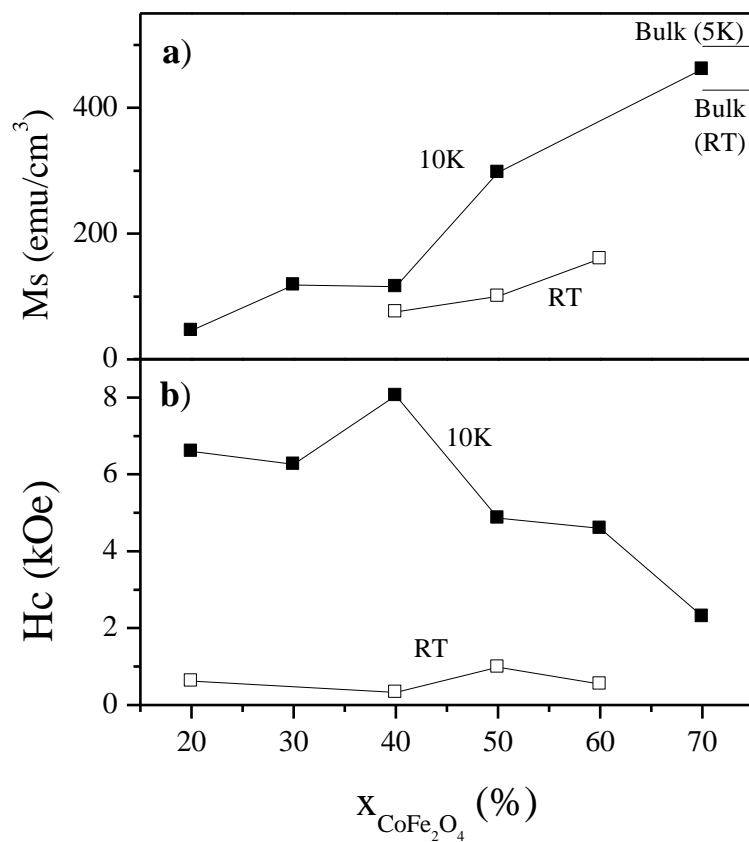 a)
Bulk (5K)
Bulk
(RT)
10K
RT
400
200
0
Ms (emu/cm³)
b)
10K
RT
8
6
4
2
0
Hc (kOe)
20 30 40 50 60 70
x CoFe₂O₄ (%)